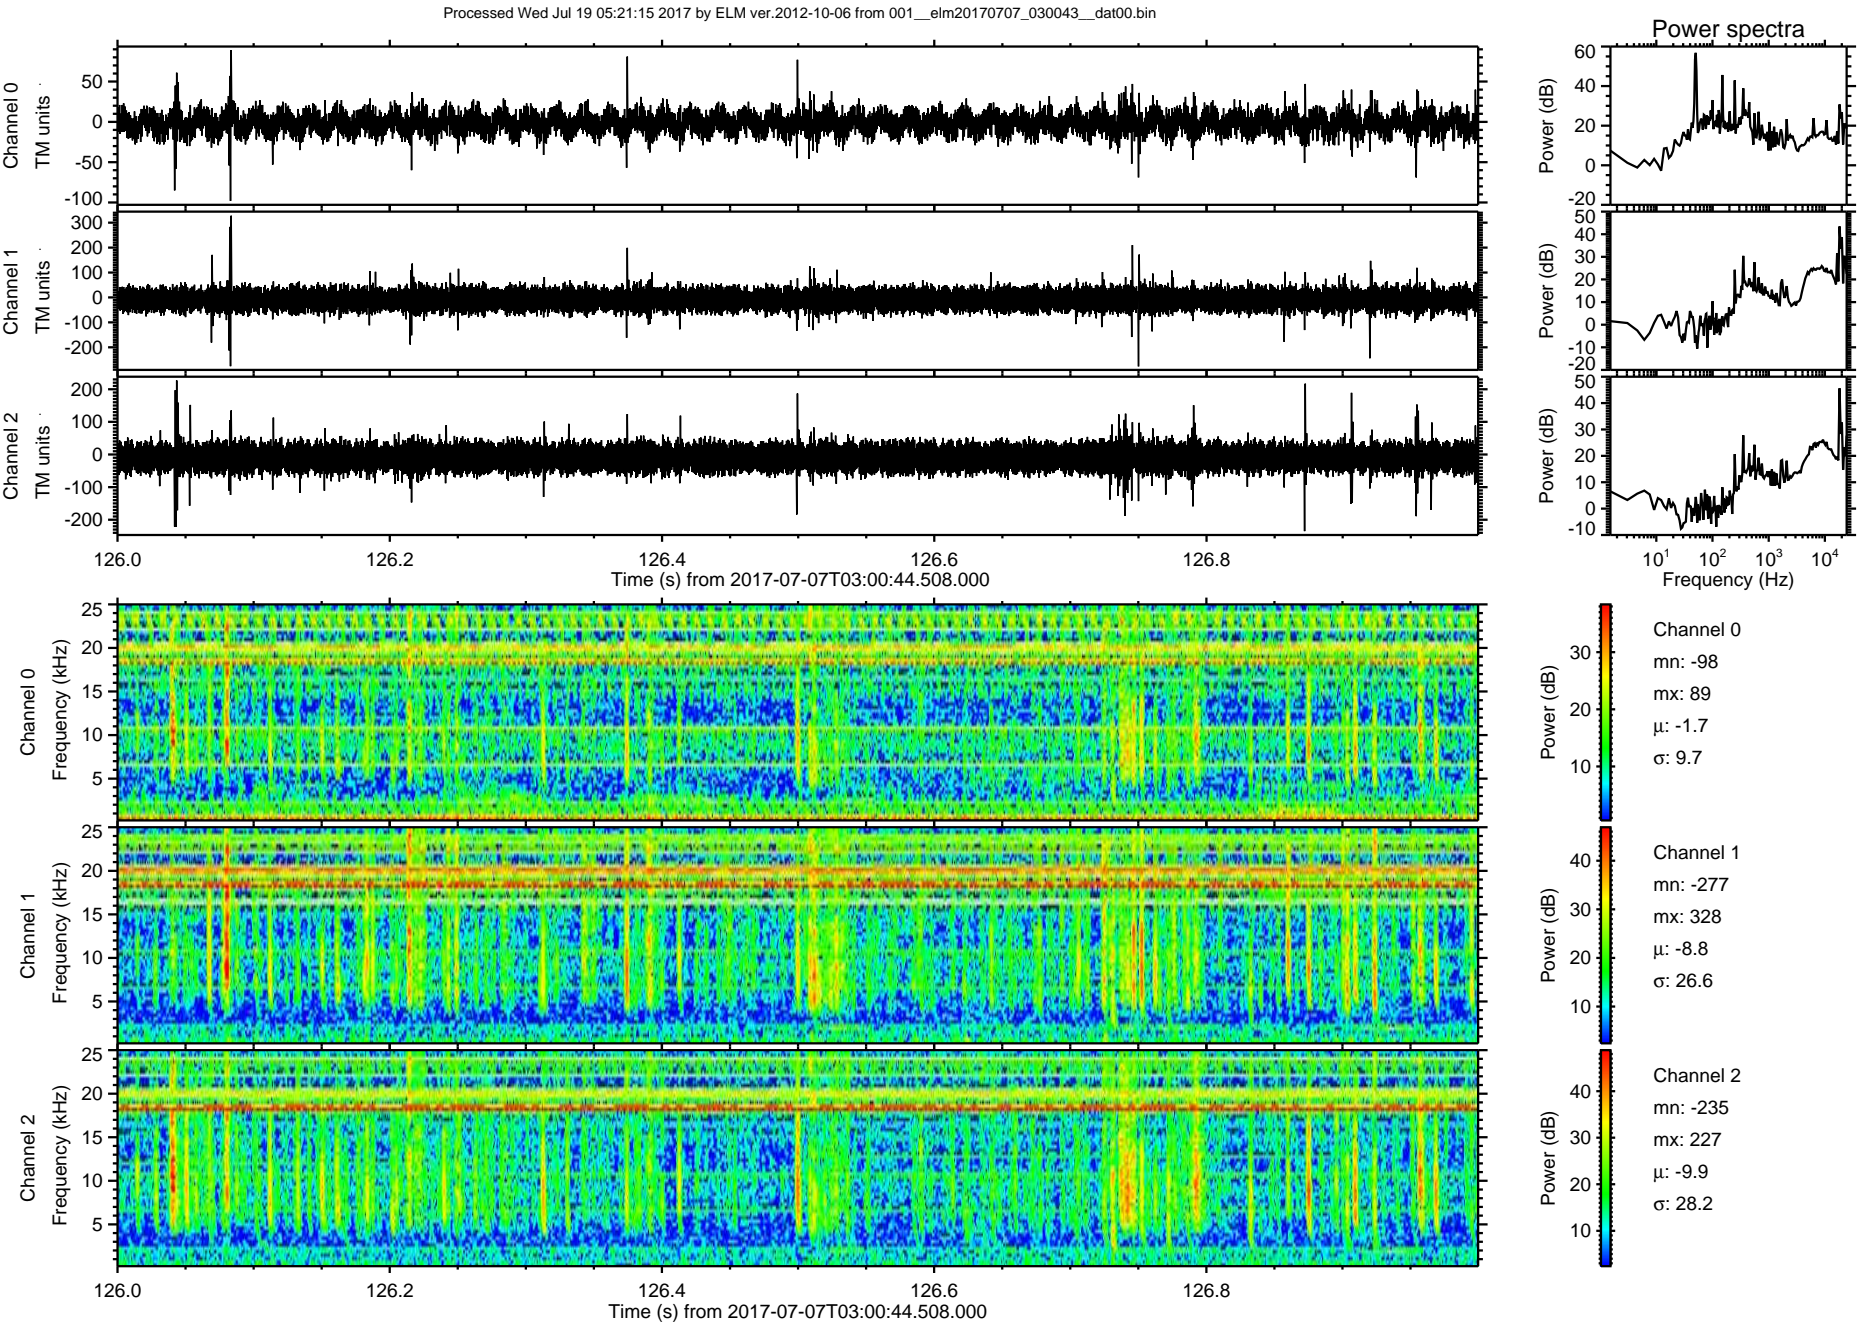 Processed Wed Jul 19 05:21:15 2017 by ELM ver.2012-10-06 from 001__elm20170707_030043__dat00.bin
Power spectra
Channel 0
TM units
50
0
-50
-100
Power (dB)
60
40
20
0
-20
Channel 1
TM units
300
200
100
0
-100
-200
Power (dB)
50
40
30
20
10
0
-10
-20
Channel 2
TM units
200
100
0
-100
-200
Power (dB)
50
40
30
20
10
0
-10
126.0 126.2 126.4 126.6 126.8
Time (s) from 2017-07-07T03:00:44.508.000
10^1 10^2 10^3 10^4
Frequency (Hz)
Channel 0
Frequency (kHz)
25
20
15
10
5
Power (dB)
30
20
10
Channel 0
mn: -98
mx: 89
μ: -1.7
σ: 9.7
Channel 1
Frequency (kHz)
25
20
15
10
5
Power (dB)
40
30
20
10
Channel 1
mn: -277
mx: 328
μ: -8.8
σ: 26.6
Channel 2
Frequency (kHz)
25
20
15
10
5
Power (dB)
40
30
20
10
Channel 2
mn: -235
mx: 227
μ: -9.9
σ: 28.2
126.0 126.2 126.4 126.6 126.8
Time (s) from 2017-07-07T03:00:44.508.000